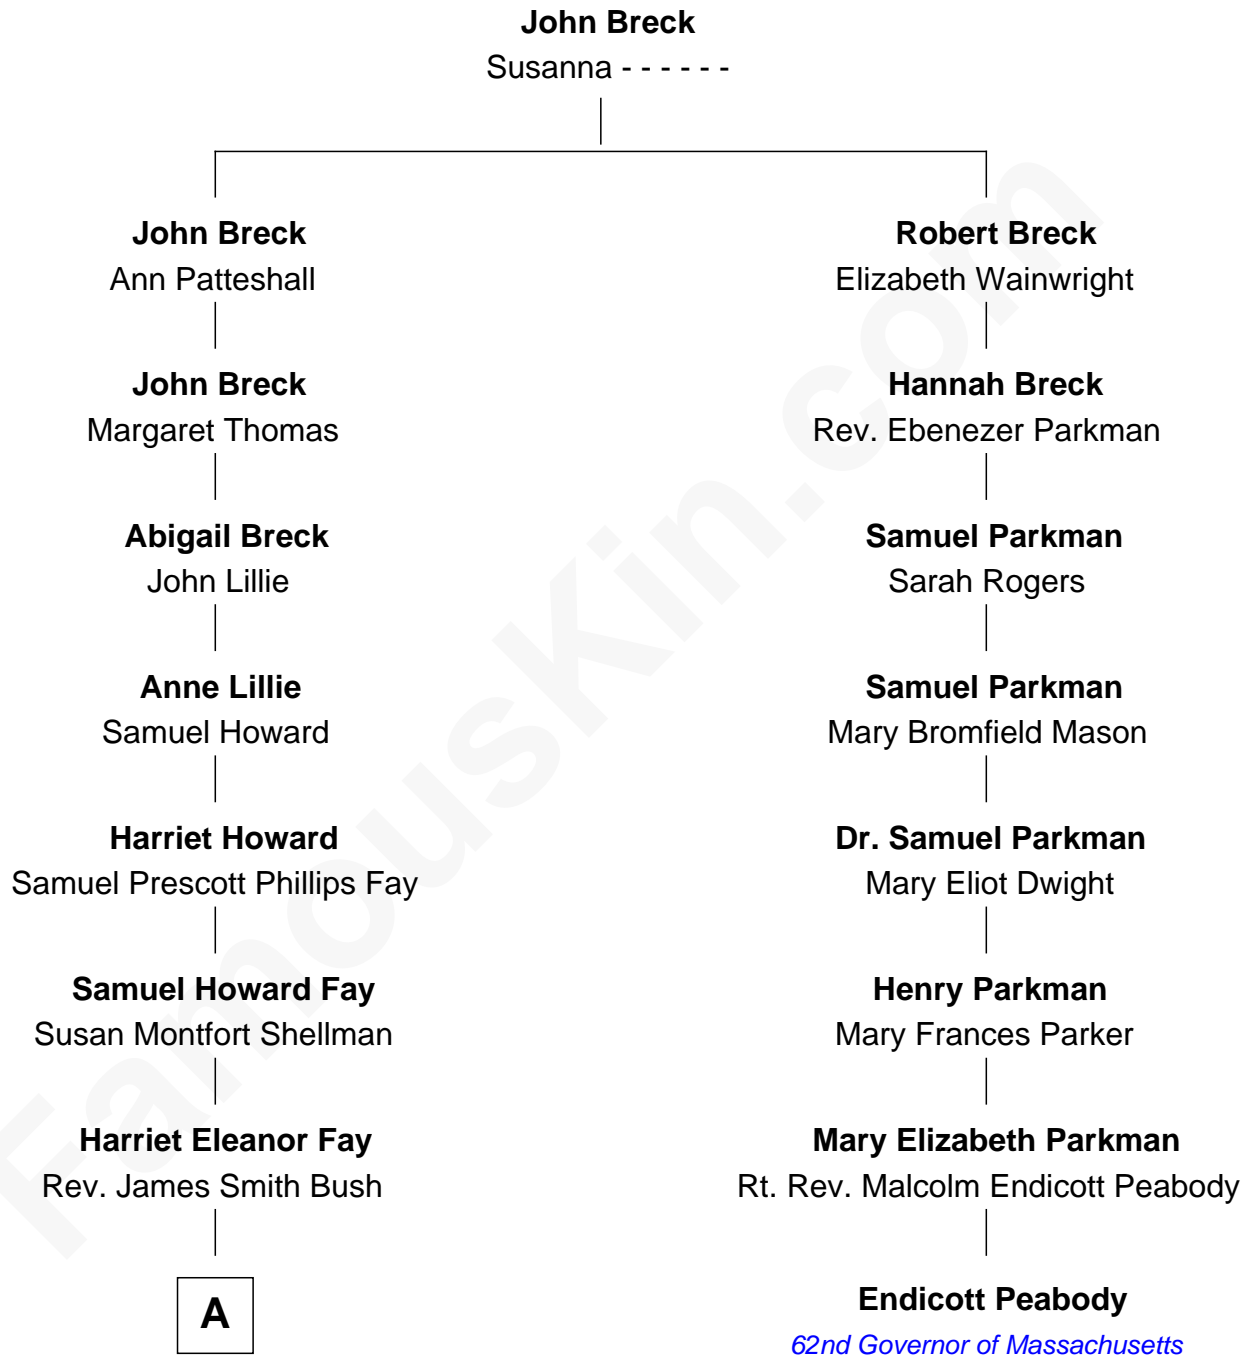 John Breck
Susanna - - - - - -
John Breck
Ann Patteshall
Robert Breck
Elizabeth Wainwright
John Breck
Margaret Thomas
Hannah Breck
Rev. Ebenezer Parkman
Abigail Breck
John Lillie
Samuel Parkman
Sarah Rogers
Anne Lillie
Samuel Howard
Samuel Parkman
Mary Bromfield Mason
Harriet Howard
Samuel Prescott Phillips Fay
Dr. Samuel Parkman
Mary Eliot Dwight
Samuel Howard Fay
Susan Montfort Shellman
Henry Parkman
Mary Frances Parker
Harriet Eleanor Fay
Rev. James Smith Bush
Mary Elizabeth Parkman
Rt. Rev. Malcolm Endicott Peabody
A
Endicott Peabody
62nd Governor of Massachusetts
FamousKin.com